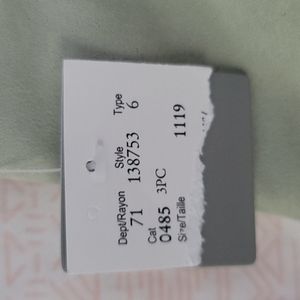 Dept/Rayon Style Type
71 138753 6
Cat
0485 3PC 1119
Size/Taille